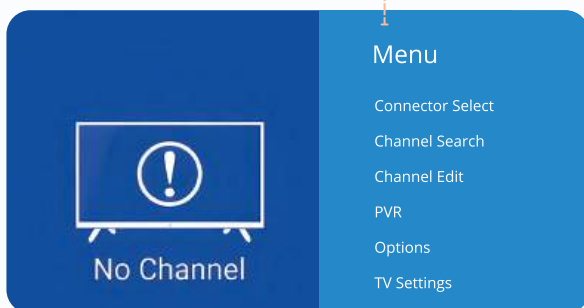 No Channel
Menu
Connector Select
Channel Search
Channel Edit
PVR
Options
TV Settings